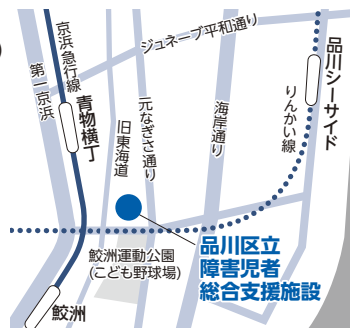 ジュネーブ平和通り
京浜急行線
第一京浜
青物横丁
旧東海道
元なぎさ通り
海岸通り
りんかい線
品川シーサイド
鮫洲運動公園
(こども野球場)
品川区立
障害児者
総合支援施設
鮫洲